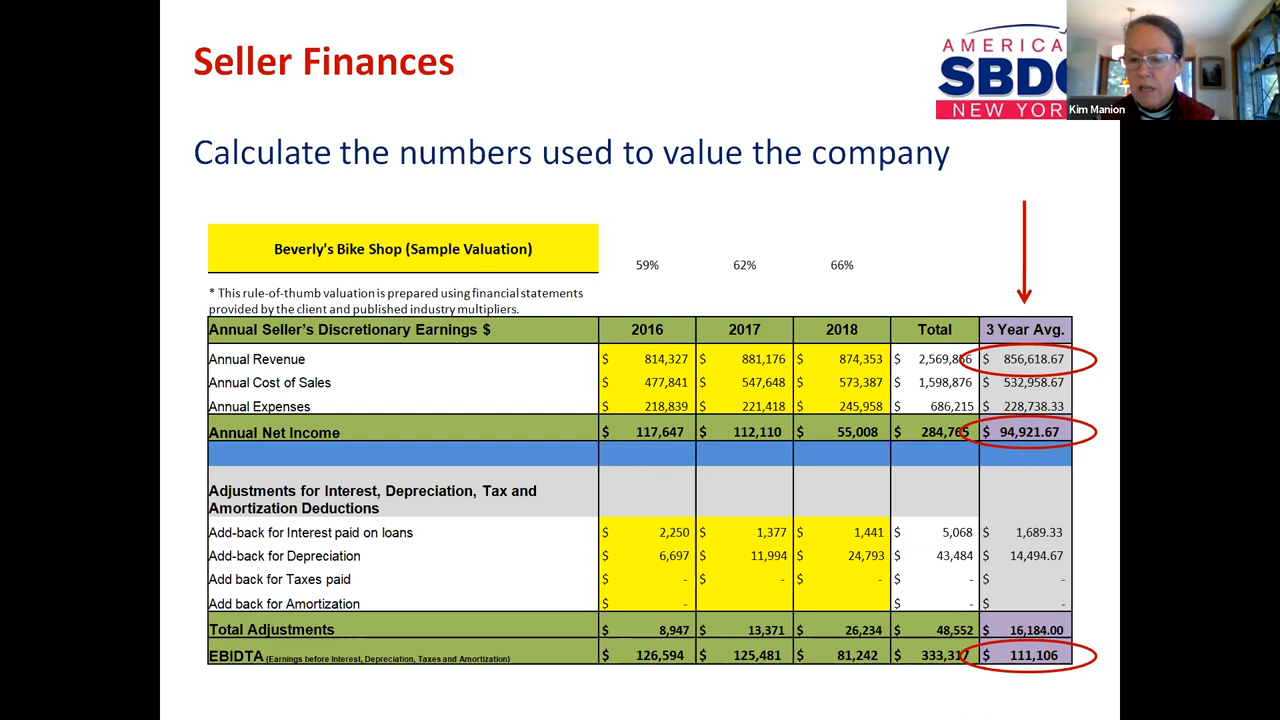 Seller Finances
AMERICA
SBDC
NEW YOR
Kim Manion
Calculate the numbers used to value the company
Beverly's Bike Shop (Sample Valuation)
59% 62% 66%
* This rule-of-thumb valuation is prepared using financial statements
provided by the client and published industry multipliers.
Annual Seller's Discretionary Earnings $ 2016 2017 2018 Total 3 Year Avg.
Annual Revenue $ 814,327 $ 881,176 $ 874,353 $ 2,569,856 $ 856,618.67
Annual Cost of Sales $ 477,841 $ 547,648 $ 573,387 $ 1,598,876 $ 532,958.67
Annual Expenses $ 218,839 $ 221,418 $ 245,958 $ 686,215 $ 228,738.33
Annual Net Income $ 117,647 $ 112,110 $ 55,008 $ 284,765 $ 94,921.67
Adjustments for Interest, Depreciation, Tax and
Amortization Deductions
Add-back for Interest paid on loans $ 2,250 $ 1,377 $ 1,441 $ 5,068 $ 1,689.33
Add-back for Depreciation $ 6,697 $ 11,994 $ 24,793 $ 43,484 $ 14,494.67
Add back for Taxes paid $ - $ - $ - $ - $ -
Add back for Amortization $ - $ - $ -
Total Adjustments $ 8,947 $ 13,371 $ 26,234 $ 48,552 $ 16,184.00
EBIDTA (Earnings before Interest, Depreciation, Taxes and Amortization) $ 126,594 $ 125,481 $ 81,242 $ 333,317 $ 111,106